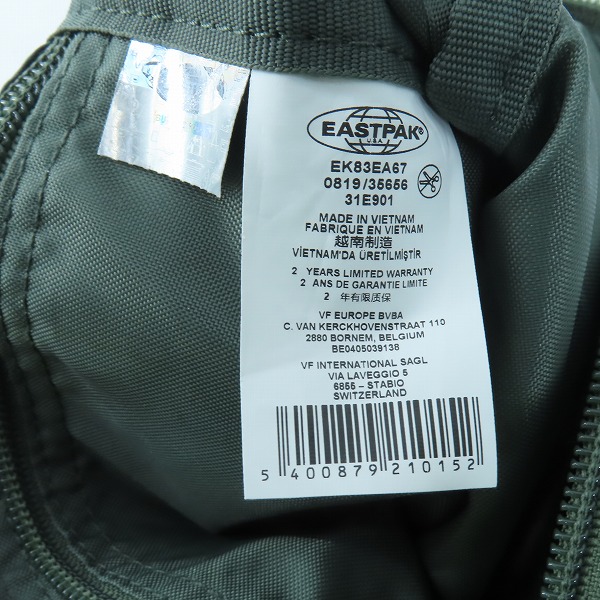 EASTPAK®
USA
EK83EA67
0819/35656
31E901
MADE IN VIETNAM
FABRIQUE EN VIETNAM
越南制造
VİETNAM'DA ÜRETİLMİŞTİR
2 YEARS LIMITED WARRANTY
2 ANS DE GARANTIE LIMITE
2 年有限质保
VF EUROPE BVBA
C. VAN KERCKHOVENSTRAAT 110
2880 BORNEM, BELGIUM
BE0405039138
VF INTERNATIONAL SAGL
VIA LAVEGGIO 5
6855 – STABIO
SWITZERLAND
5 400879 210152